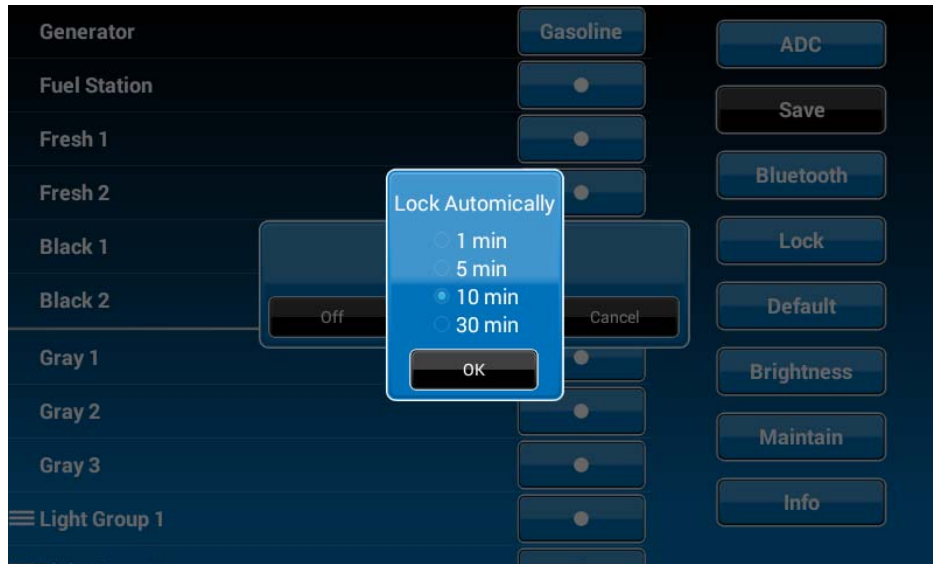 Generator Gasoline
ADC
Fuel Station
Save
Fresh 1
Fresh 2
Bluetooth
Lock Automically
1 min
5 min
10 min
30 min
OK
Black 1
Lock
Black 2
Off
Cancel
Default
Gray 1
Brightness
Gray 2
Maintain
Gray 3
Info
Light Group 1